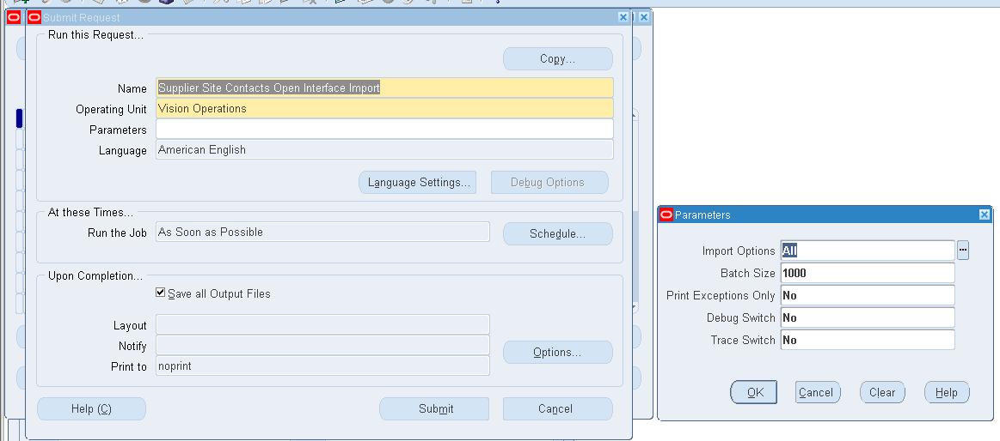 Submit Request
Run this Request...
Copy...
Name Supplier Site Contacts Open Interface Import
Operating Unit Vision Operations
Parameters
Language American English
Language Settings... Debug Options
At these Times...
Run the Job As Soon as Possible
Schedule...
Upon Completion...
Save all Output Files
Layout
Notify
Options...
Print to noprint
Help (C) Submit Cancel
Parameters
Import Options All
Batch Size 1000
Print Exceptions Only No
Debug Switch No
Trace Switch No
OK Cancel Clear Help